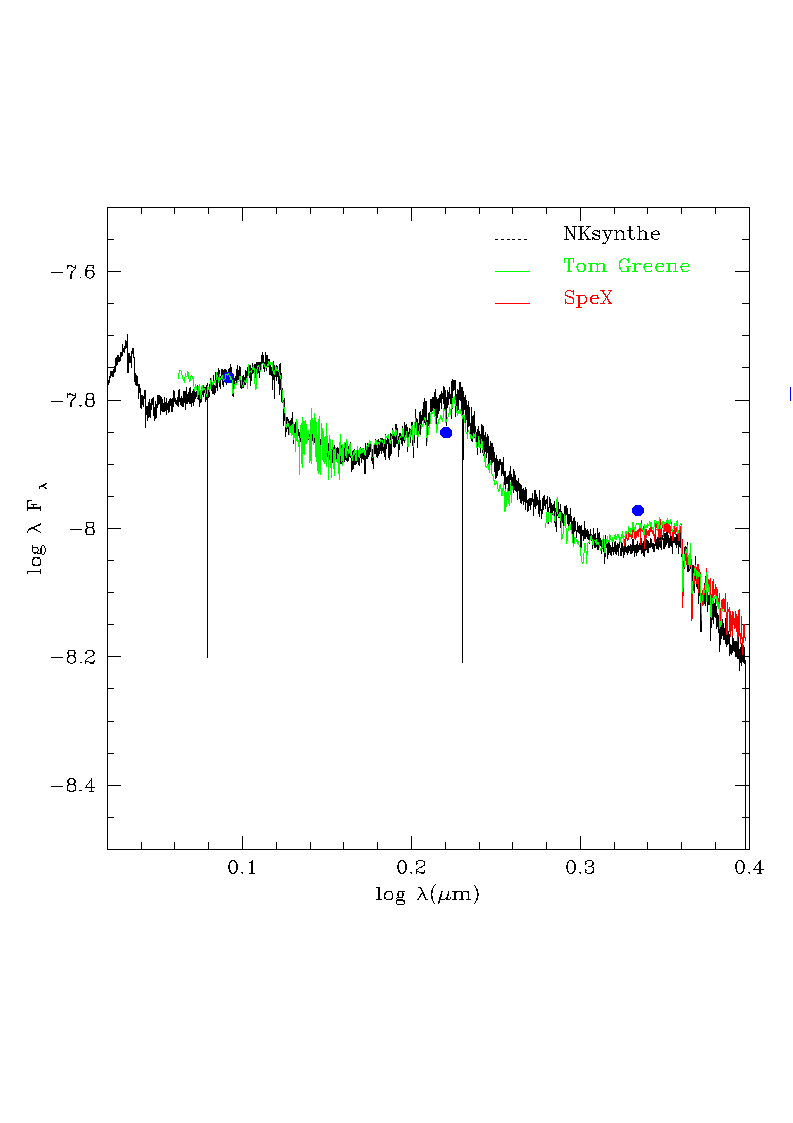 NKsynthe
Tom Greene
SpeX
−7.6
−7.8
−8
−8.2
−8.4
log λ F λ
0.1
0.2
0.3
0.4
log λ(μm)